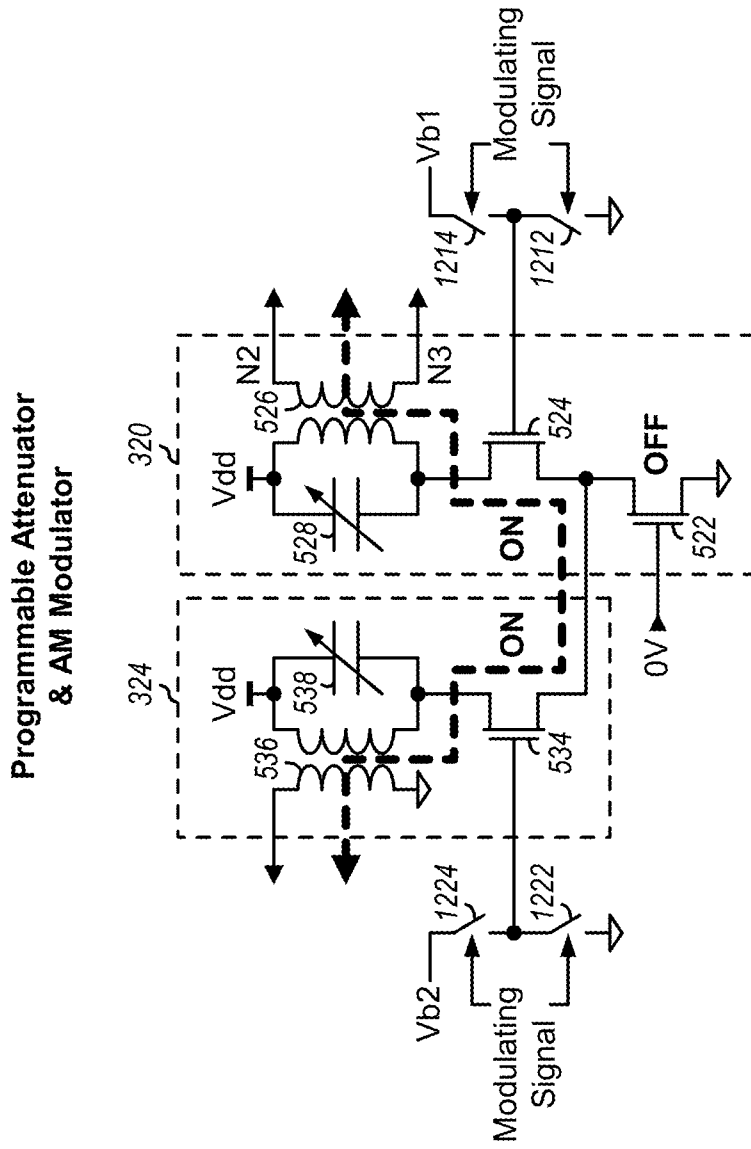 Programmable Attenuator
& AM Modulator
324
320
Vdd
Vdd
536
538
528
526
N2
N3
ON
ON
534
524
OFF
522
0V
Vb2
1224
1222
Modulating
Signal
Vb1
1214
1212
Modulating
Signal